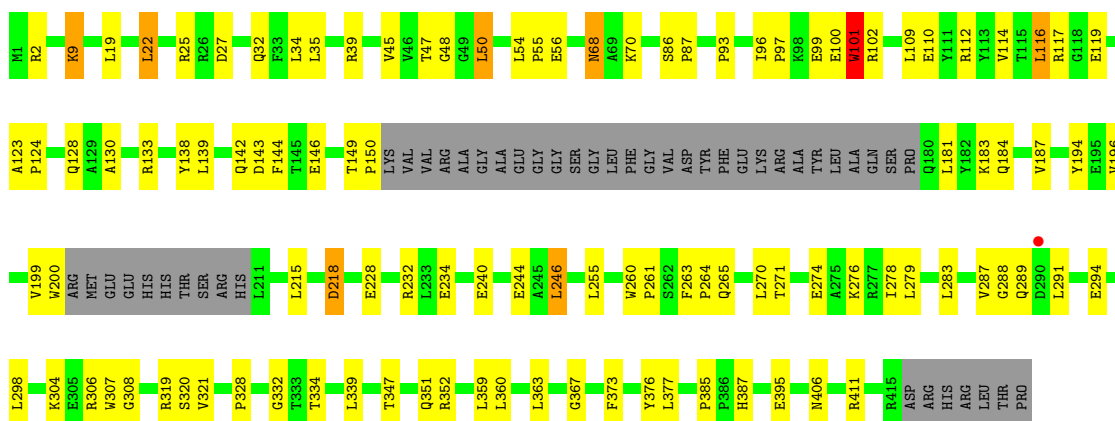 M1 R2 K9 L19 L22 R25 R26 D27 Q32 F33 L34 L35 R39 V45 V46 T47 G48 G49 L50 L54 P55 E56 N68 A69 K70 S86 P87 P93 I96 P97 K98 E99 E100 W101 R102 L109 E110 Y111 R112 Y113 V114 T115 L116 R117 G118 E119
A123 P124 Q128 A129 A130 R133 Y138 L139 Q142 D143 F144 T145 E146 T149 P150 LYS VAL VAL ARG ALA GLY ALA GLU GLY GLY SER GLY LEU PHE GLY VAL ASP TYR PHE GLU LYS ARG ALA TYR LEU ALA GLN SER PRO Q180 L181 Y182 K183 Q184 V187 Y194 E195 V196
V199 W200 ARG MET GLU GLU HIS HIS THR SER ARG HIS L211 L215 D218 E228 R232 L233 E234 E240 E244 A245 L246 L255 W260 P261 S262 F263 P264 Q265 L270 T271 E274 A275 K276 R277 I278 L279 L283 V287 G288 Q289 D290 L291 E294
L298 K304 E305 R306 W307 G308 R319 S320 V321 P328 G332 T333 T334 L339 T347 Q351 R352 L359 L360 L363 G367 F373 Y376 L377 P385 P386 H387 E395 N406 R411 R415 ASP ARG HIS ARG LEU THR PRO